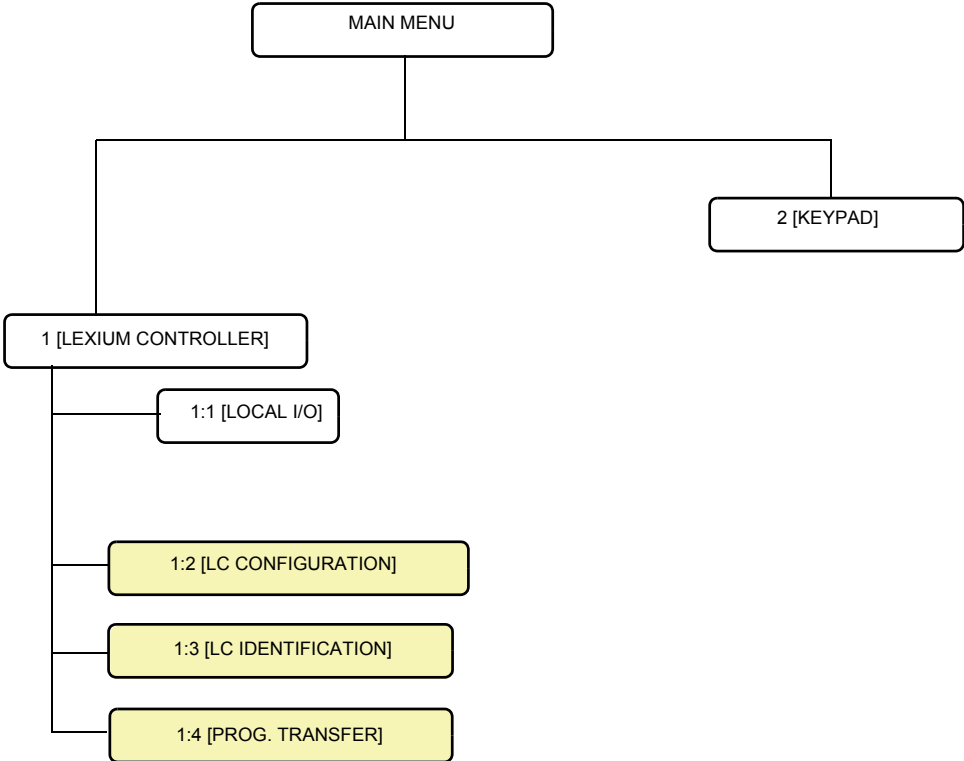 MAIN MENU
2 [KEYPAD]
1 [LEXIUM CONTROLLER]
1:1 [LOCAL I/O]
1:2 [LC CONFIGURATION]
1:3 [LC IDENTIFICATION]
1:4 [PROG. TRANSFER]